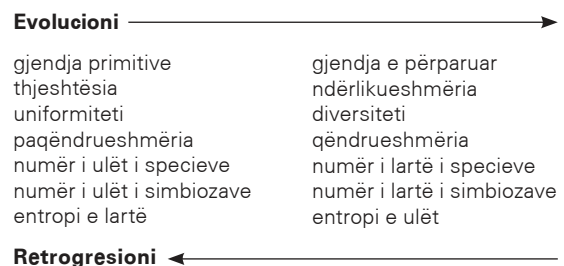 Evolucioni
gjendja primitive gjendja e përparuar
thjeshtësia ndërlikueshmëria
uniformiteti diversiteti
paqëndrueshmëria qëndrueshmëria
numër i ulët i specieve numër i lartë i specieve
numër i ulët i simbiozave numër i lartë i simbiozave
entropi e lartë entropi e ulët
Retrogresioni